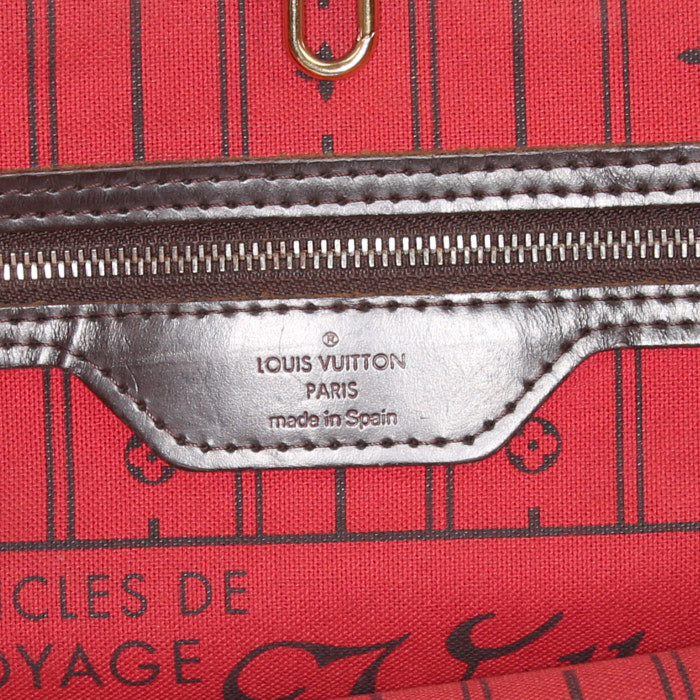 ®
LOUIS VUITTON
PARIS
made in Spain
ICLES DE
OYAGE